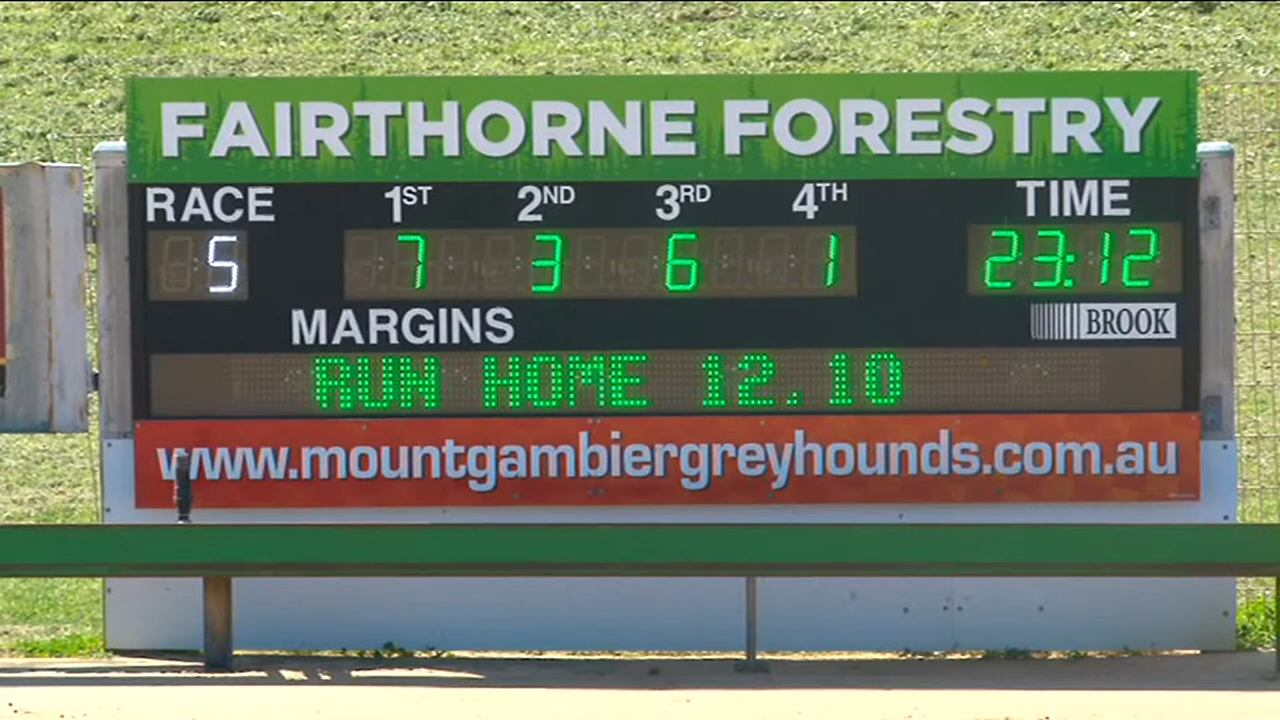 FAIRTHORNE FORESTRY
RACE 1ST 2ND 3RD 4TH TIME
5 7 3 6 1 23:12
MARGINS BROOK
RUN HOME 12.10
www.mountgambiergreyhounds.com.au